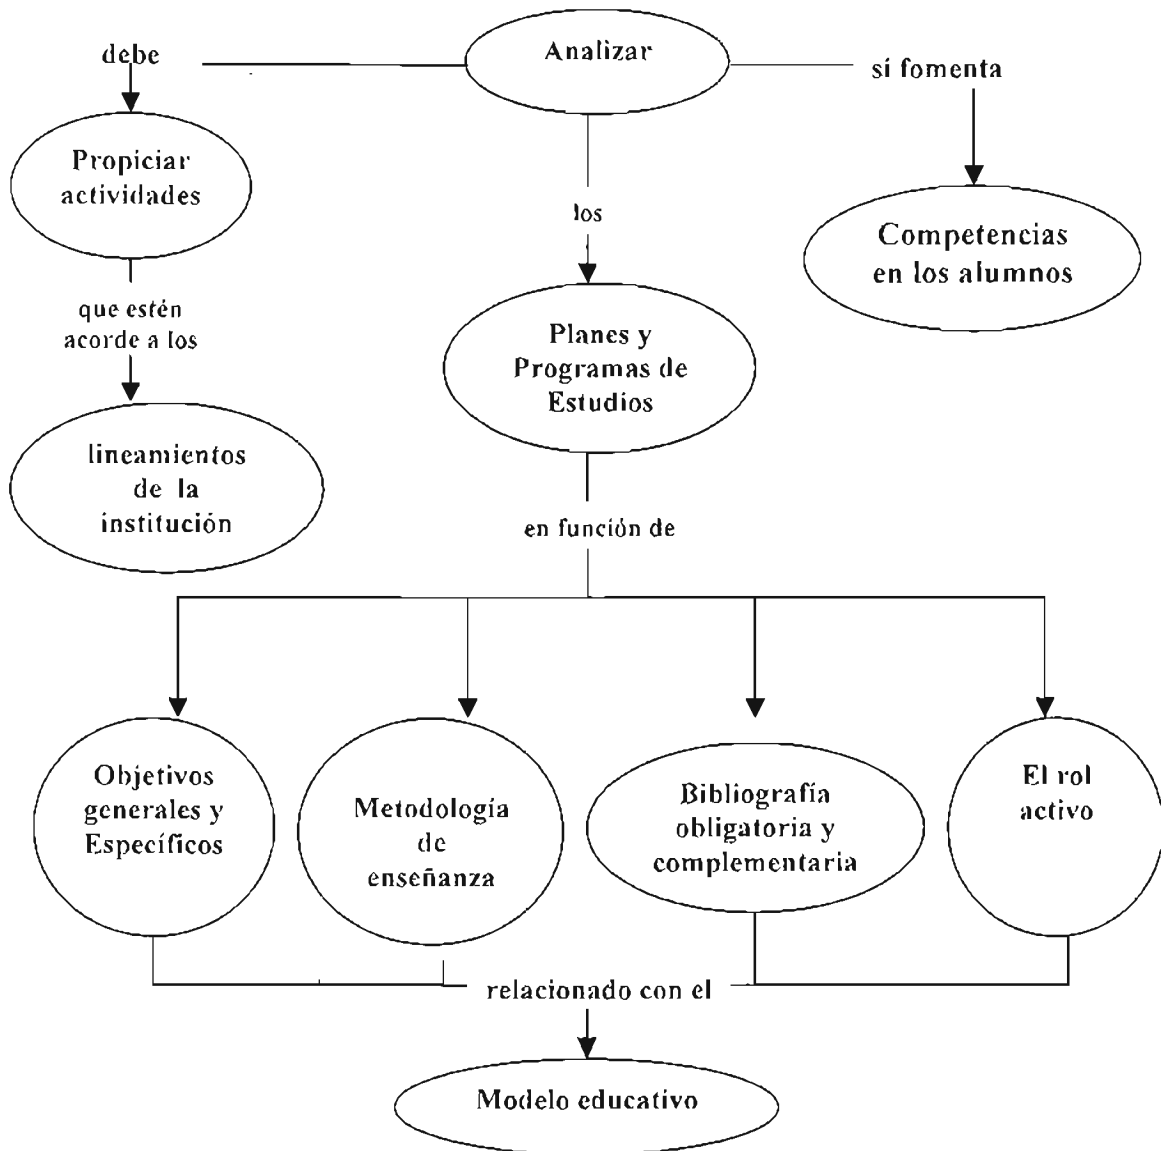 Analizar
debe
sí fomenta
Propiciar
actividades
los
Competencias
en los alumnos
que estén
acorde a los
Planes y
Programas de
Estudios
lineamientos
de la
institución
en función de
Objetivos
generales y
Específicos
Metodología
de
enseñanza
Bibliografía
obligatoria y
complementaria
El rol
activo
relacionado con el
Modelo educativo